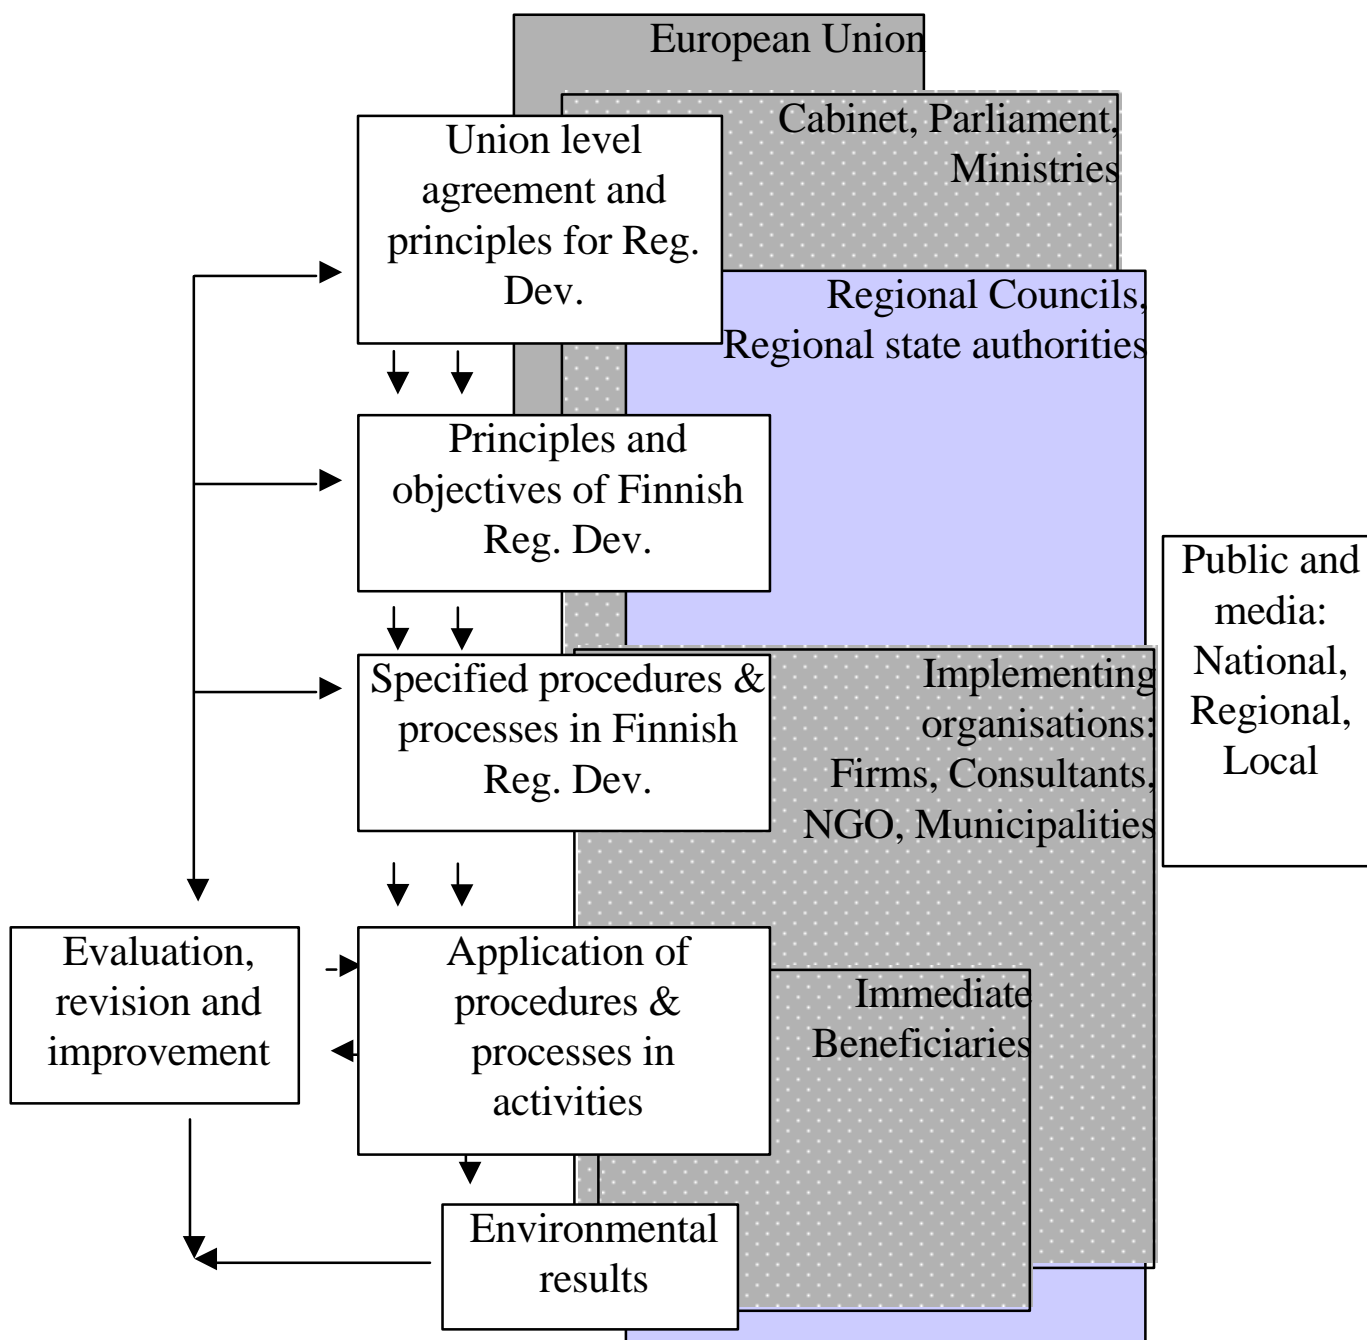 European Union
Cabinet, Parliament,
Ministries
Union level
agreement and
principles for Reg.
Dev.
Regional Councils,
Regional state authorities
Principles and
objectives of Finnish
Reg. Dev.
Public and
media:
National,
Regional,
Local
Specified procedures &
processes in Finnish
Reg. Dev.
Implementing
organisations:
Firms, Consultants,
NGO, Municipalities
Evaluation,
revision and
improvement
Application of
procedures &
processes in
activities
Immediate
Beneficiaries
Environmental
results